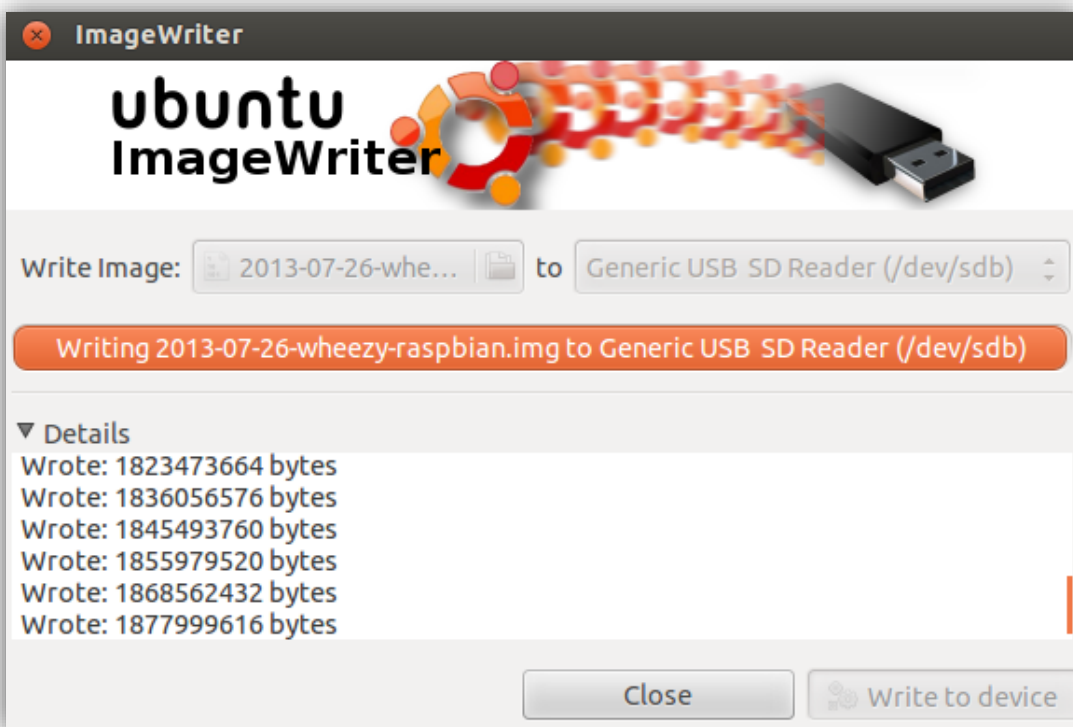 ImageWriter
ubuntu
ImageWriter
Write Image: 2013-07-26-whe... to Generic USB SD Reader (/dev/sdb)
Writing 2013-07-26-wheezy-raspbian.img to Generic USB SD Reader (/dev/sdb)
Details
Wrote: 1823473664 bytes
Wrote: 1836056576 bytes
Wrote: 1845493760 bytes
Wrote: 1855979520 bytes
Wrote: 1868562432 bytes
Wrote: 1877999616 bytes
Close Write to device